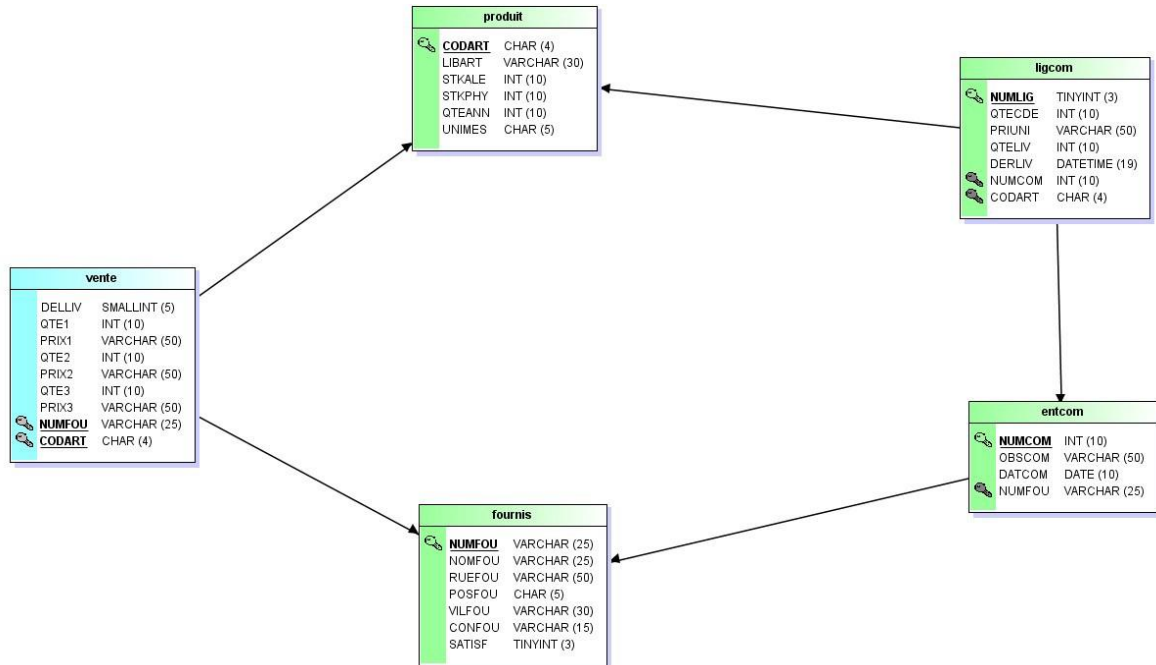 produit
CODART CHAR (4)
LIBART VARCHAR (30)
STKALE INT (10)
STKPHY INT (10)
QTEANN INT (10)
UNIMES CHAR (5)
ligcom
NUMLIG TINYINT (3)
QTECDE INT (10)
PRIUNI VARCHAR (50)
QTELIV INT (10)
DERLIV DATETIME (19)
NUMCOM INT (10)
CODART CHAR (4)
vente
DELLIV SMALLINT (5)
QTE1 INT (10)
PRIX1 VARCHAR (50)
QTE2 INT (10)
PRIX2 VARCHAR (50)
QTE3 INT (10)
PRIX3 VARCHAR (50)
NUMFOU VARCHAR (25)
CODART CHAR (4)
entcom
NUMCOM INT (10)
OBSCOM VARCHAR (50)
DATCOM DATE (10)
NUMFOU VARCHAR (25)
fournis
NUMFOU VARCHAR (25)
NOMFOU VARCHAR (25)
RUEFOU VARCHAR (50)
POSFOU CHAR (5)
VILFOU VARCHAR (30)
CONFOU VARCHAR (15)
SATISF TINYINT (3)